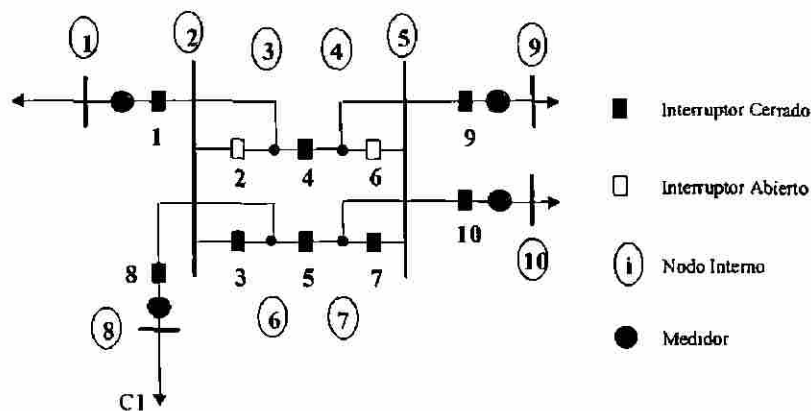 1 2 3 4 5 9
1 2 4 6 9
3 5 7 10
8
8 6 7 10
C1
Interruptor Cerrado
Interruptor Abierto
i Nodo Interno
Medidor